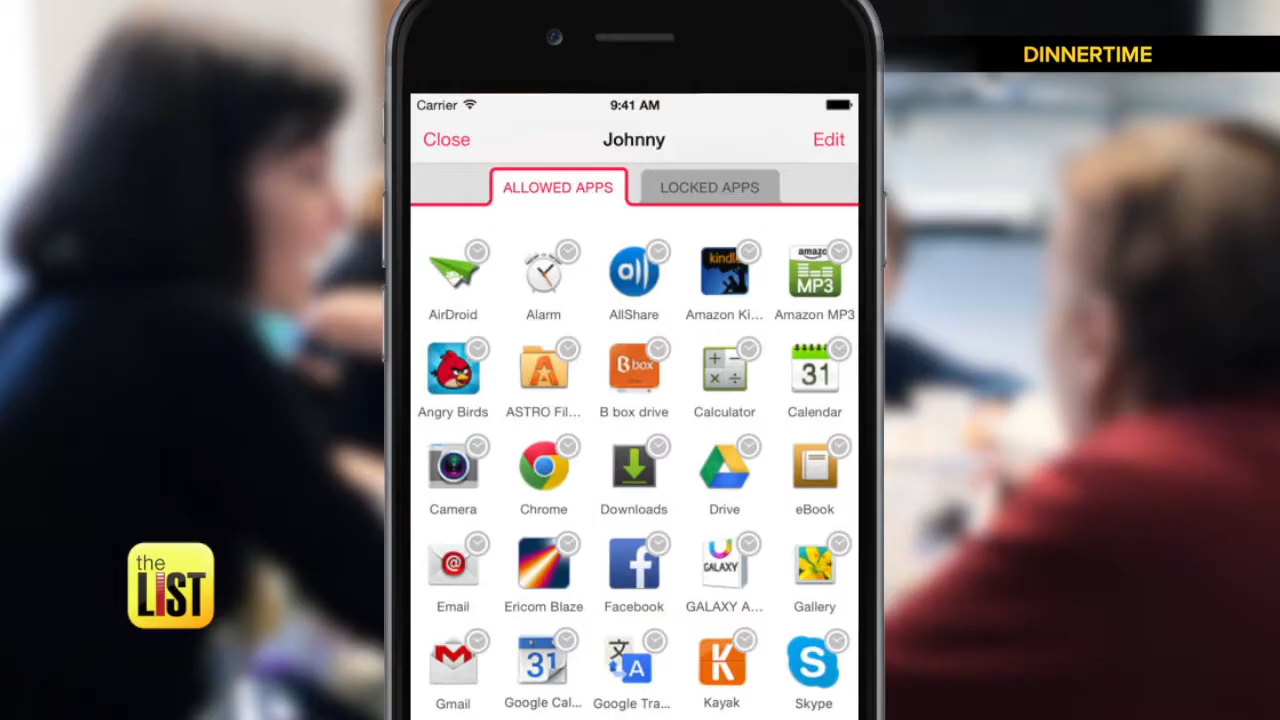 DINNERTIME
Carrier 9:41 AM
Close Johnny Edit
ALLOWED APPS LOCKED APPS
kindle amazon
MP3
AirDroid Alarm AllShare Amazon Ki... Amazon MP3
B box
31
Angry Birds ASTRO Fil... B box drive Calculator Calendar
Camera Chrome Downloads Drive eBook
GALAXY
Email Ericom Blaze Facebook GALAXY A... Gallery
31
Gmail Google Cal... Google Tra... Kayak Skype
the
LIST